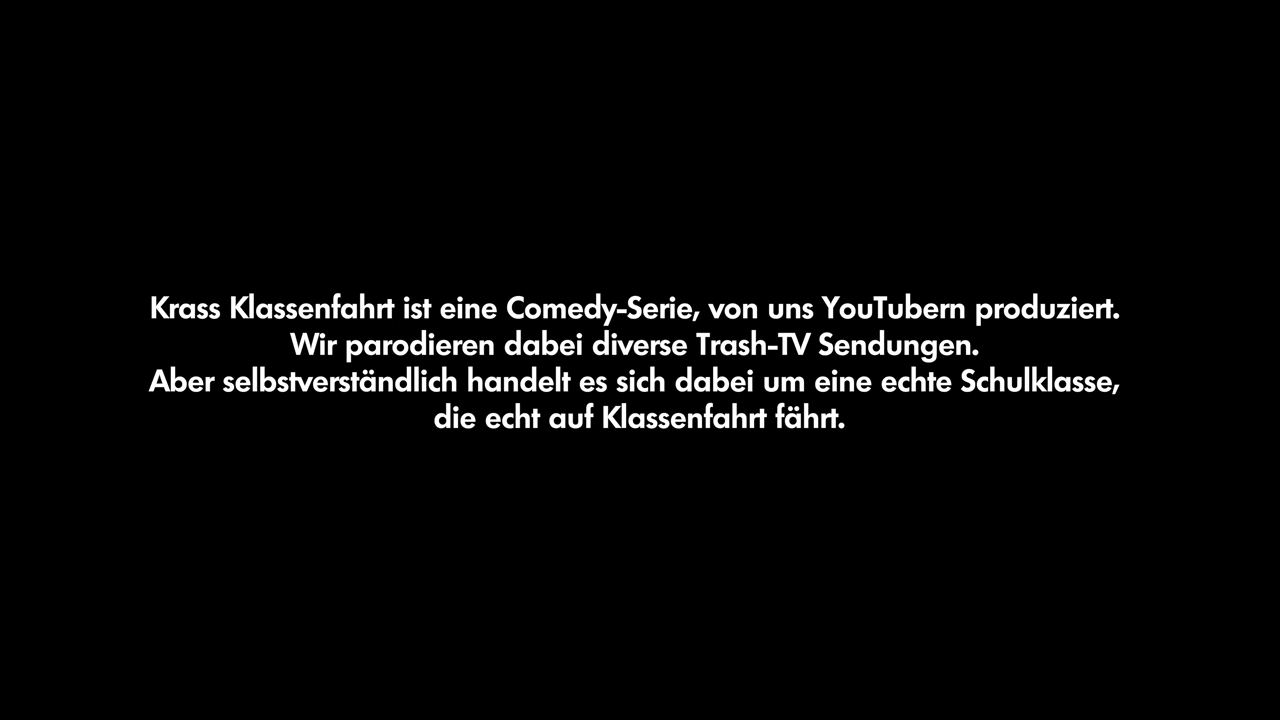 Krass Klassenfahrt ist eine Comedy-Serie, von uns YouTubern produziert.
Wir parodieren dabei diverse Trash-TV Sendungen.
Aber selbstverständlich handelt es sich dabei um eine echte Schulklasse,
die echt auf Klassenfahrt fährt.